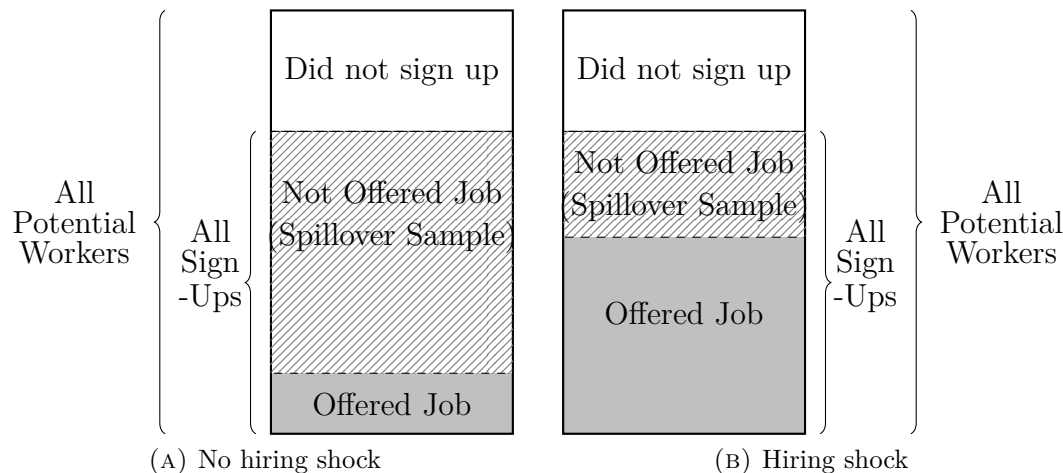 Did not sign up
Not Offered Job
(Spillover Sample)
Offered Job
All
Potential
Workers
All
Sign
-Ups
(A) No hiring shock
Did not sign up
Not Offered Job
(Spillover Sample)
Offered Job
All
Sign
-Ups
All
Potential
Workers
(B) Hiring shock